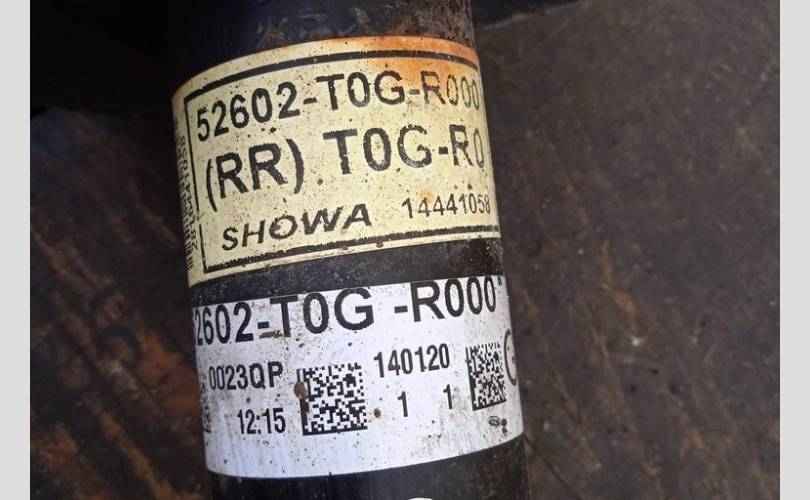 52602-T0G-R000
(RR) T0G-R0
SHOWA 14441058
2602-T0G -R000
0023QP 140120
12:15 1 1